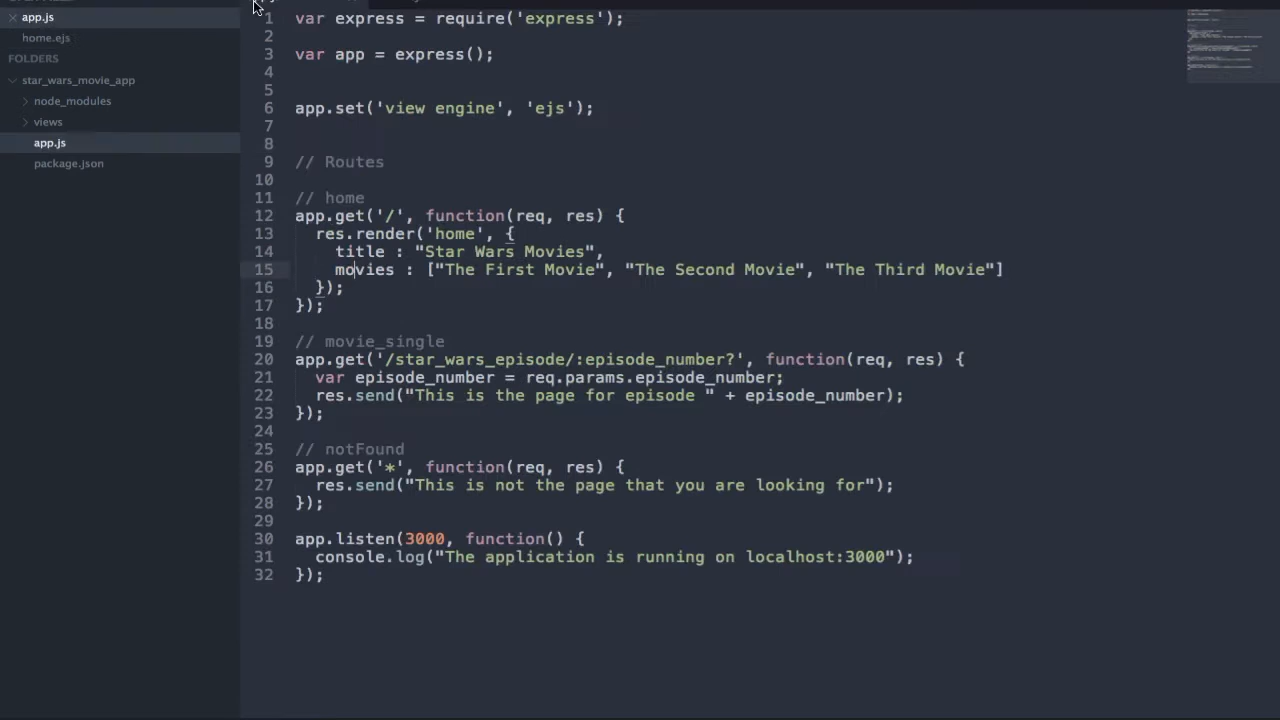 app.js
home.ejs
FOLDERS
star_wars_movie_app
node_modules
views
app.js
package.json
1 var express = require('express');
2
3 var app = express();
4
5
6 app.set('view engine', 'ejs');
7
8
9 // Routes
10
11 // home
12 app.get('/', function(req, res) {
13 res.render('home', {
14 title : "Star Wars Movies",
15 movies : ["The First Movie", "The Second Movie", "The Third Movie"]
16 });
17 });
18
19 // movie_single
20 app.get('/star_wars_episode/:episode_number?', function(req, res) {
21 var episode_number = req.params.episode_number;
22 res.send("This is the page for episode " + episode_number);
23 });
24
25 // notFound
26 app.get('*', function(req, res) {
27 res.send("This is not the page that you are looking for");
28 });
29
30 app.listen(3000, function() {
31 console.log("The application is running on localhost:3000");
32 });